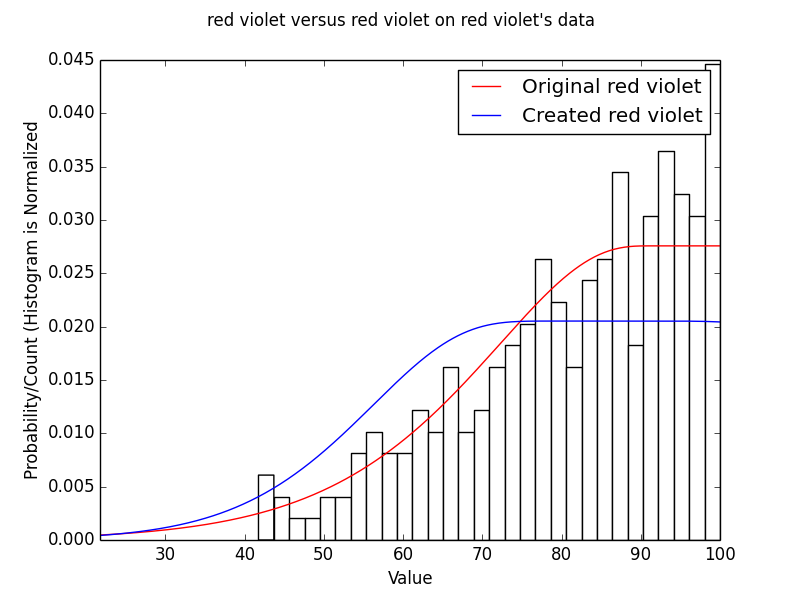 red violet versus red violet on red violet's data
0.045
0.040
0.035
0.030
0.025
0.020
0.015
0.010
0.005
0.000
Probability/Count (Histogram is Normalized
Original red violet
Created red violet
30 40 50 60 70 80 90 100
Value